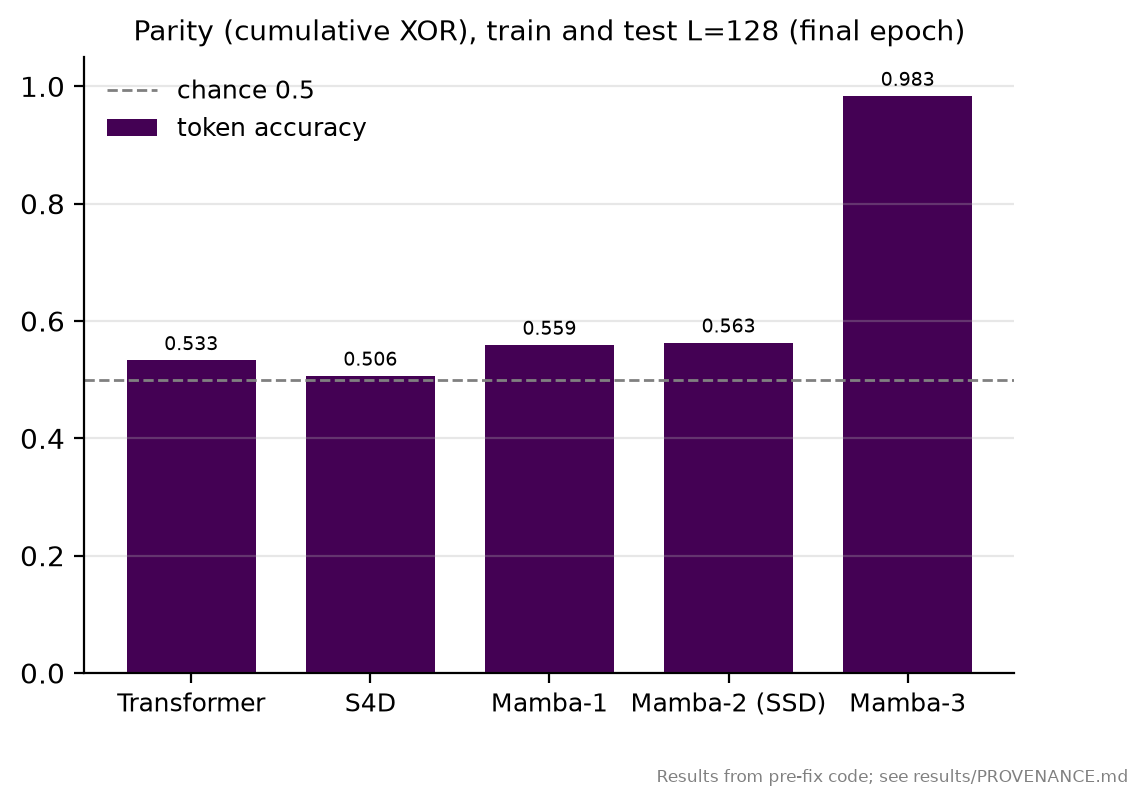 Parity (cumulative XOR), train and test L=128 (final epoch)
chance 0.5
token accuracy
1.0
0.8
0.6
0.4
0.2
0.0
0.533
0.506
0.559
0.563
0.983
Transformer
S4D
Mamba-1
Mamba-2 (SSD)
Mamba-3
Results from pre-fix code; see results/PROVENANCE.md